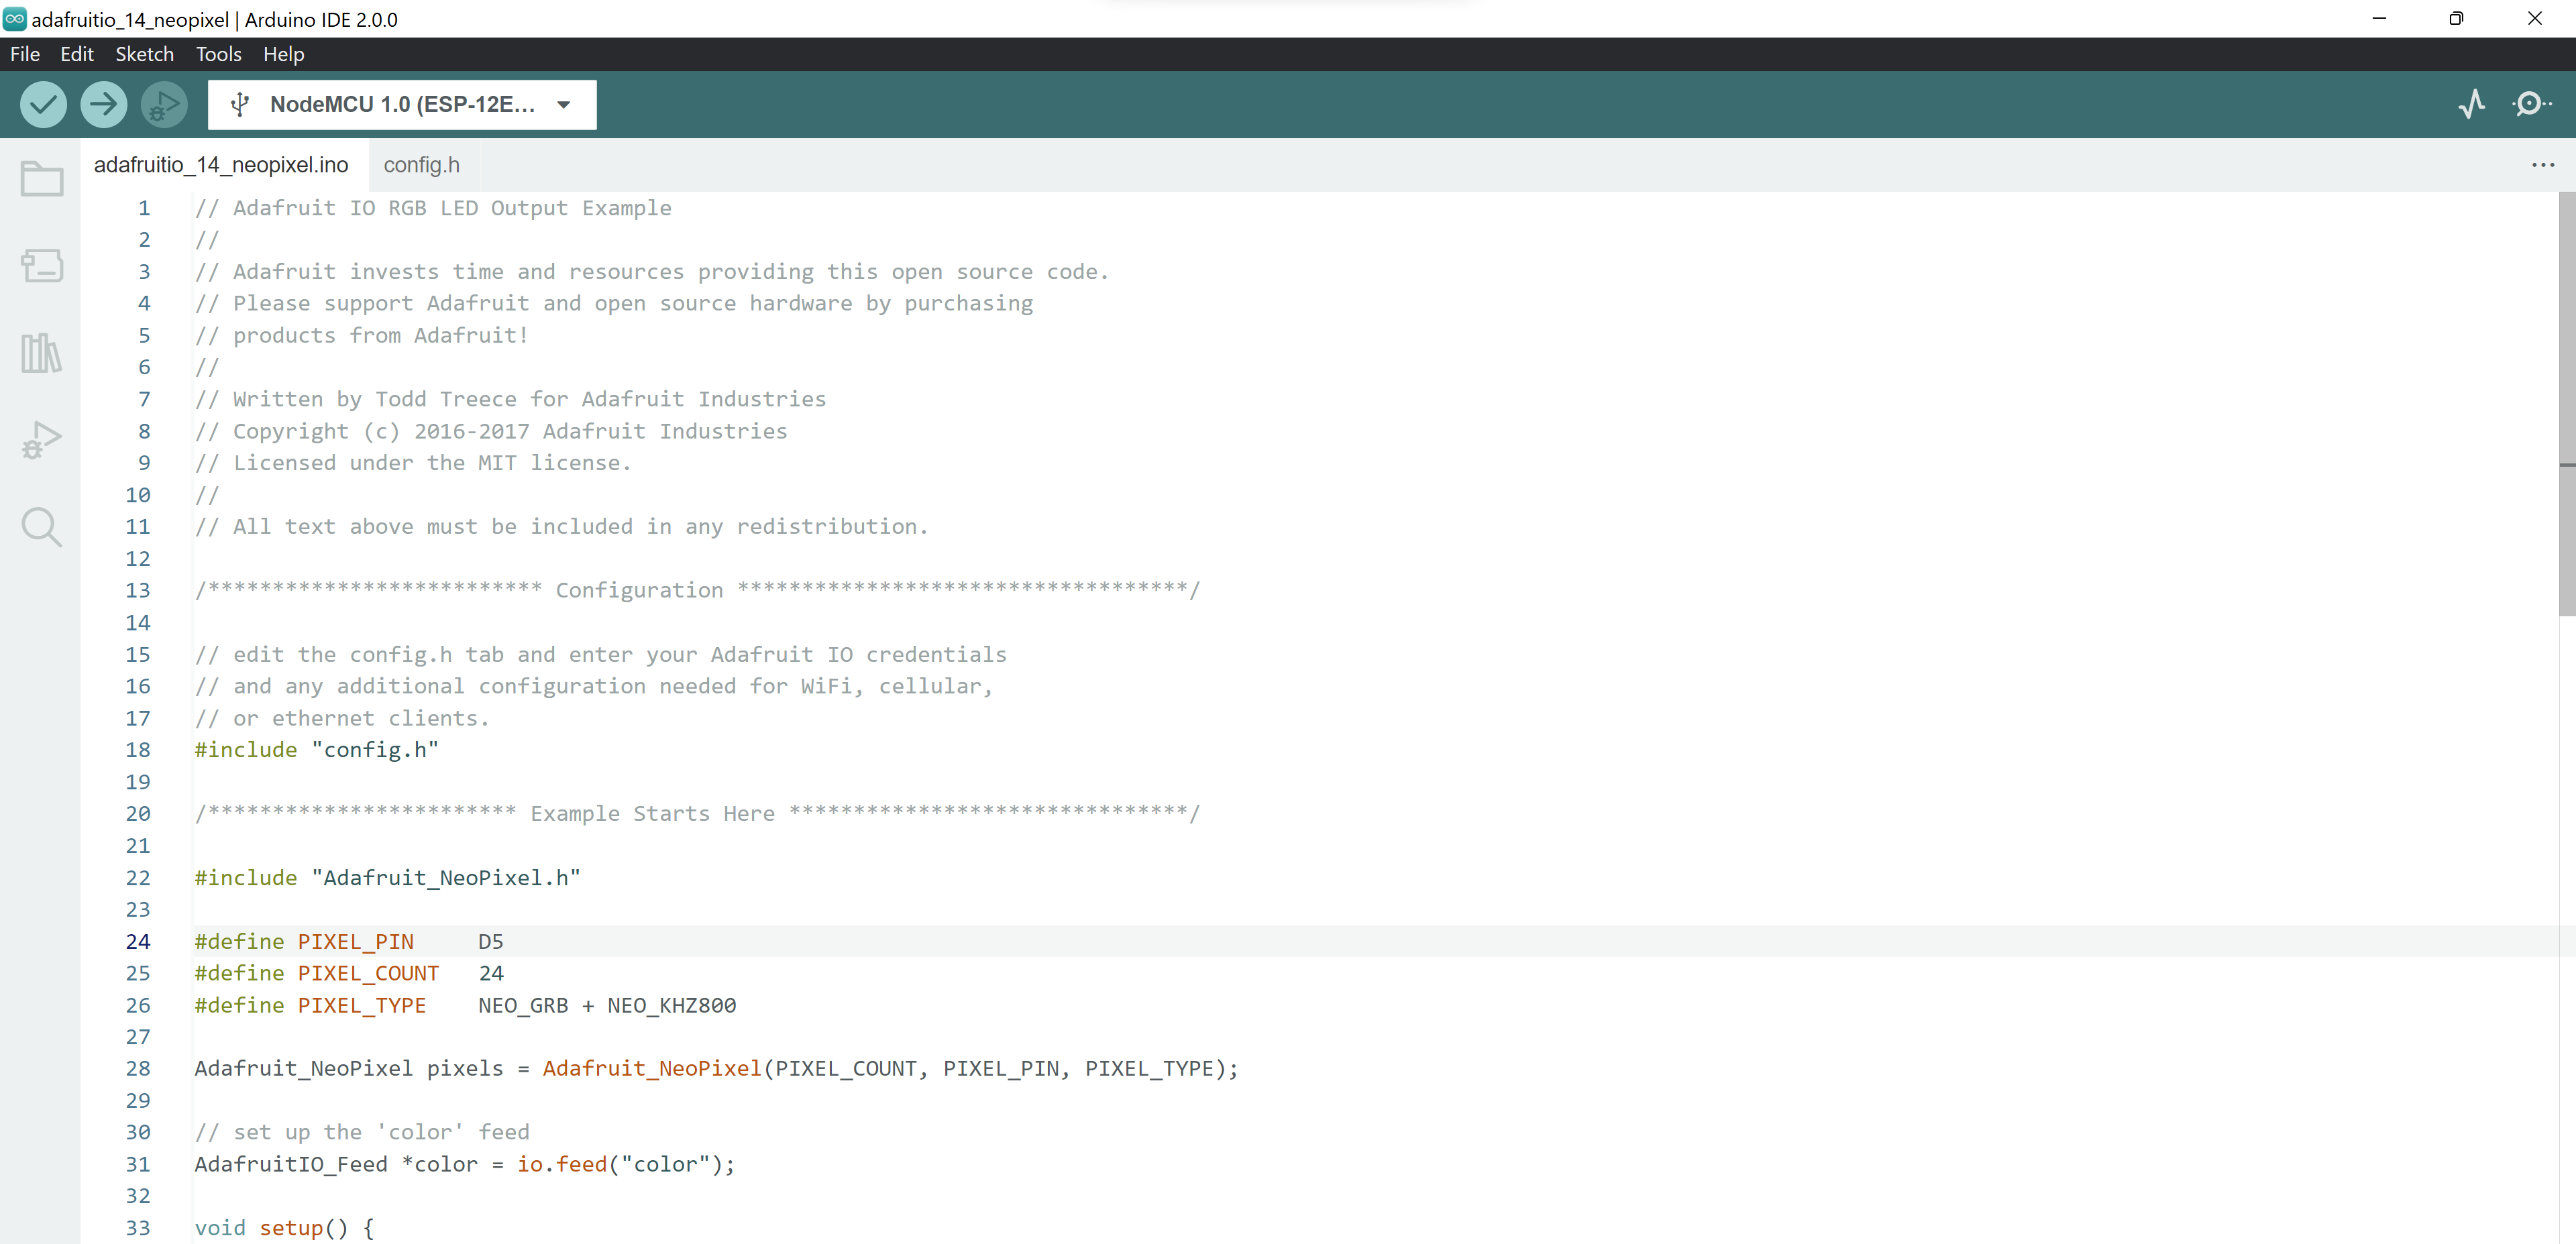 adafruitio_14_neopixel | Arduino IDE 2.0.0
File Edit Sketch Tools Help
NodeMCU 1.0 (ESP-12E...
adafruitio_14_neopixel.ino config.h
1 // Adafruit IO RGB LED Output Example
2 //
3 // Adafruit invests time and resources providing this open source code.
4 // Please support Adafruit and open source hardware by purchasing
5 // products from Adafruit!
6 //
7 // Written by Todd Treece for Adafruit Industries
8 // Copyright (c) 2016-2017 Adafruit Industries
9 // Licensed under the MIT license.
10 //
11 // All text above must be included in any redistribution.
12
13 /************************** Configuration ***********************************/
14
15 // edit the config.h tab and enter your Adafruit IO credentials
16 // and any additional configuration needed for WiFi, cellular,
17 // or ethernet clients.
18 #include "config.h"
19
20 /************************ Example Starts Here *******************************/
21
22 #include "Adafruit_NeoPixel.h"
23
24 #define PIXEL_PIN     D5
25 #define PIXEL_COUNT   24
26 #define PIXEL_TYPE    NEO_GRB + NEO_KHZ800
27
28 Adafruit_NeoPixel pixels = Adafruit_NeoPixel(PIXEL_COUNT, PIXEL_PIN, PIXEL_TYPE);
29
30 // set up the 'color' feed
31 AdafruitIO_Feed *color = io.feed("color");
32
33 void setup() {